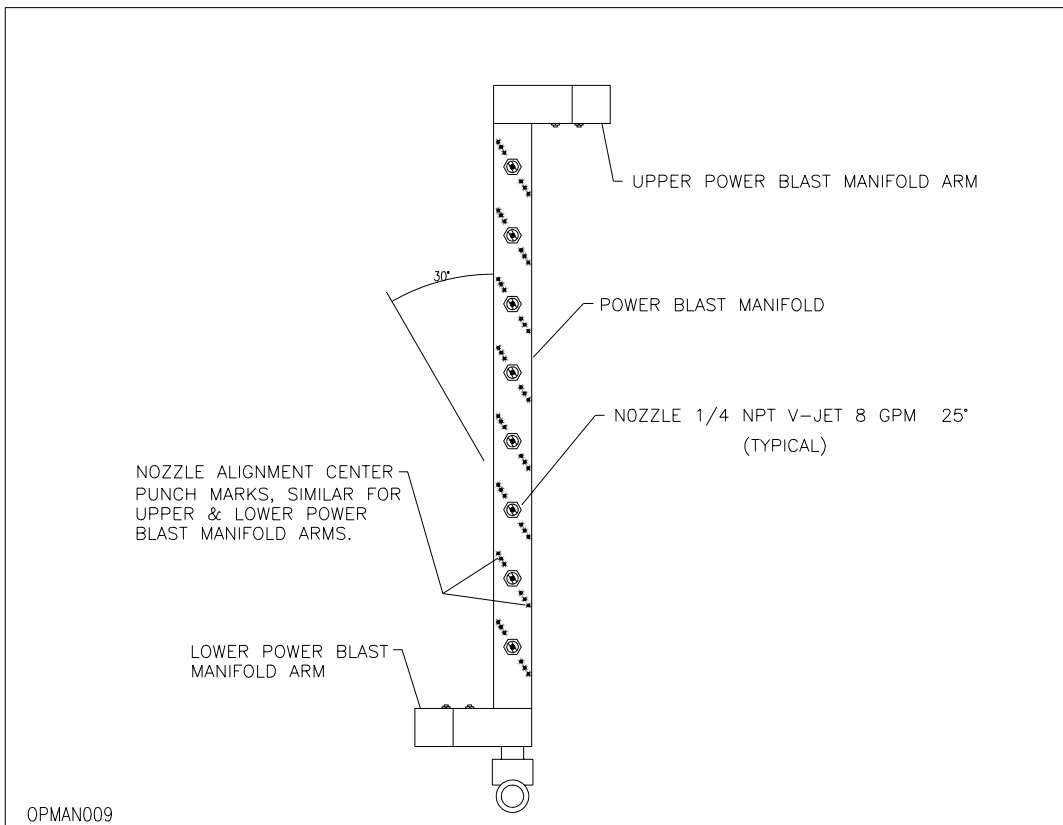 UPPER POWER BLAST MANIFOLD ARM
30°
POWER BLAST MANIFOLD
NOZZLE 1/4 NPT V-JET 8 GPM 25°
(TYPICAL)
NOZZLE ALIGNMENT CENTER
PUNCH MARKS, SIMILAR FOR
UPPER & LOWER POWER
BLAST MANIFOLD ARMS.
LOWER POWER BLAST
MANIFOLD ARM
OPMAN009